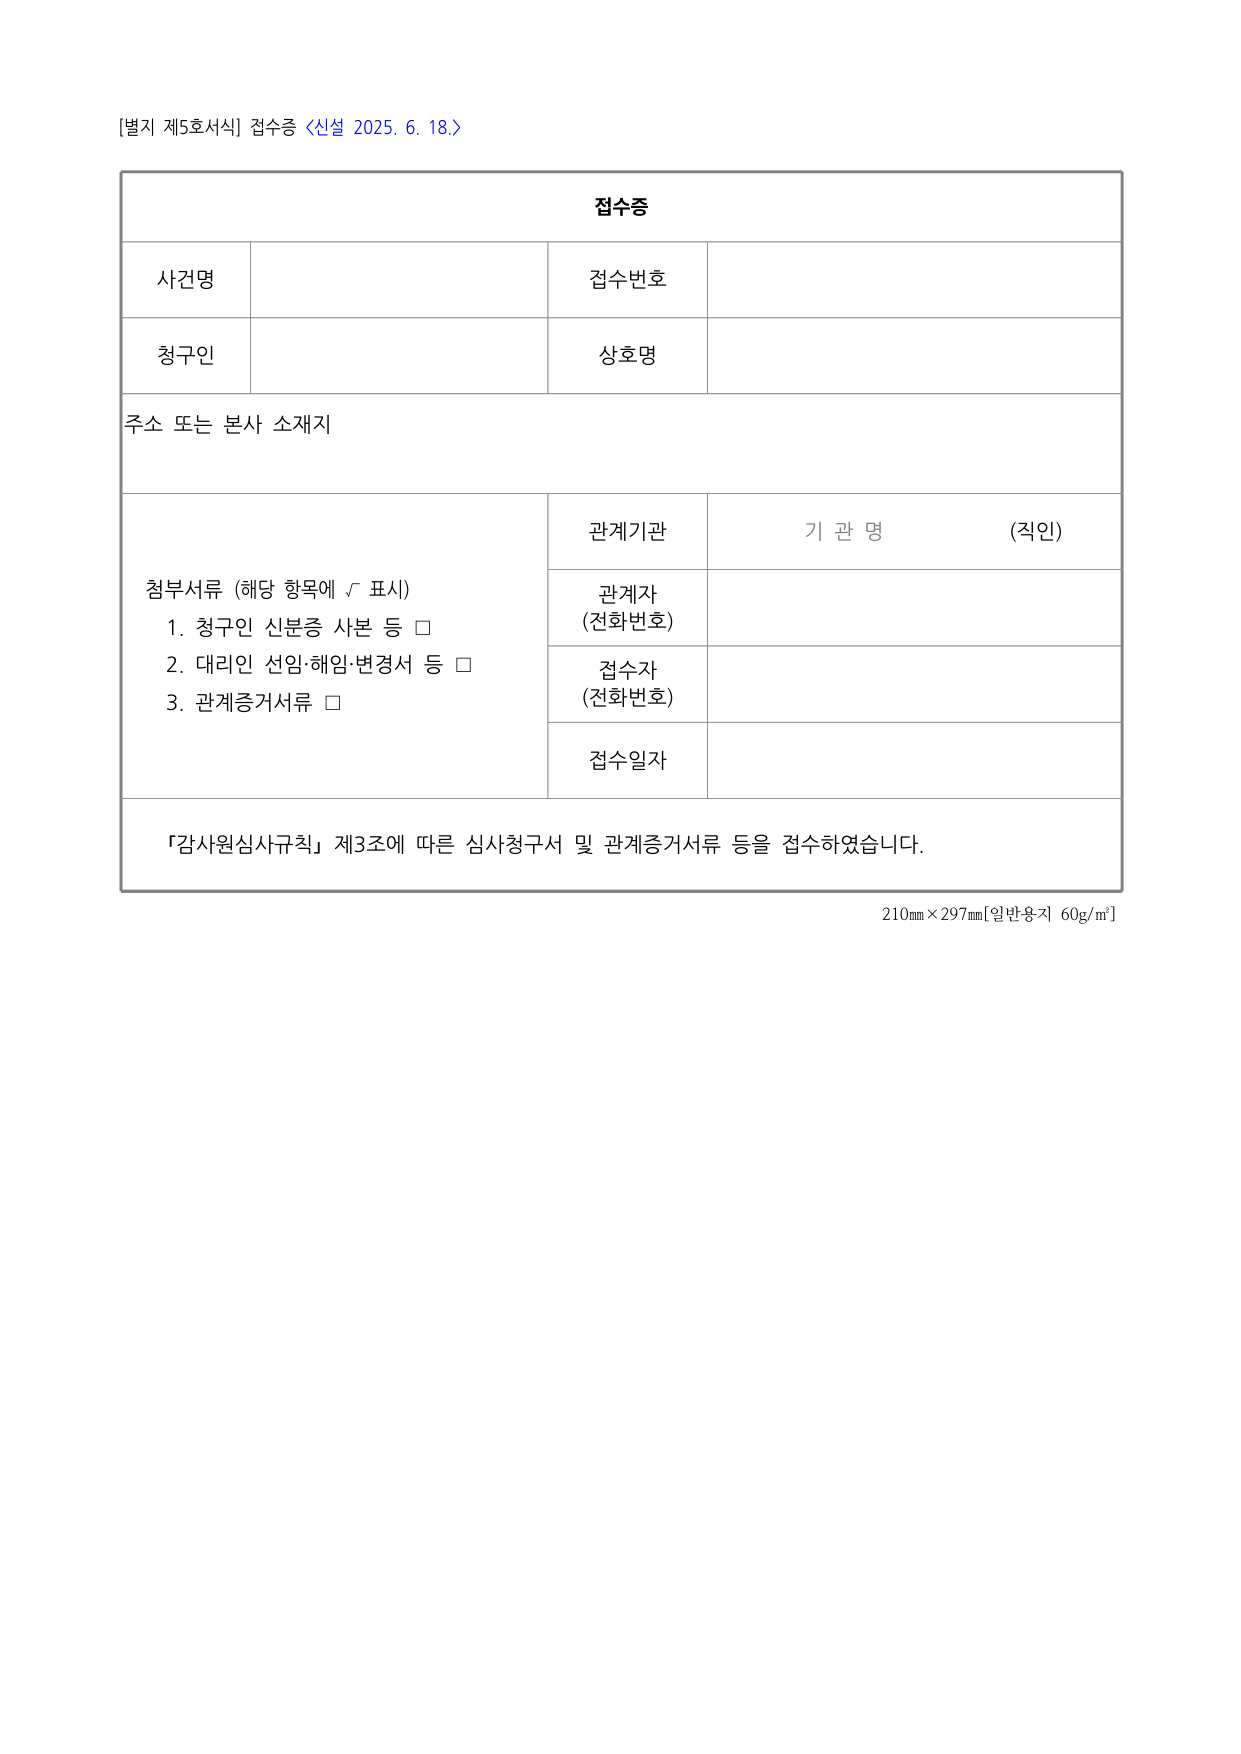 [별지 제5호서식] 접수증 <신설 2025. 6. 18.>
접수증
사건명
접수번호
청구인
상호명
주소 또는 본사 소재지
첨부서류 (해당 항목에 √ 표시)
1. 청구인 신분증 사본 등 □
2. 대리인 선임·해임·변경서 등 □
3. 관계증거서류 □
관계기관
기 관 명 (직인)
관계자
(전화번호)
접수자
(전화번호)
접수일자
「감사원심사규칙」 제3조에 따른 심사청구서 및 관계증거서류 등을 접수하였습니다.
210㎜×297㎜[일반용지 60g/㎡]